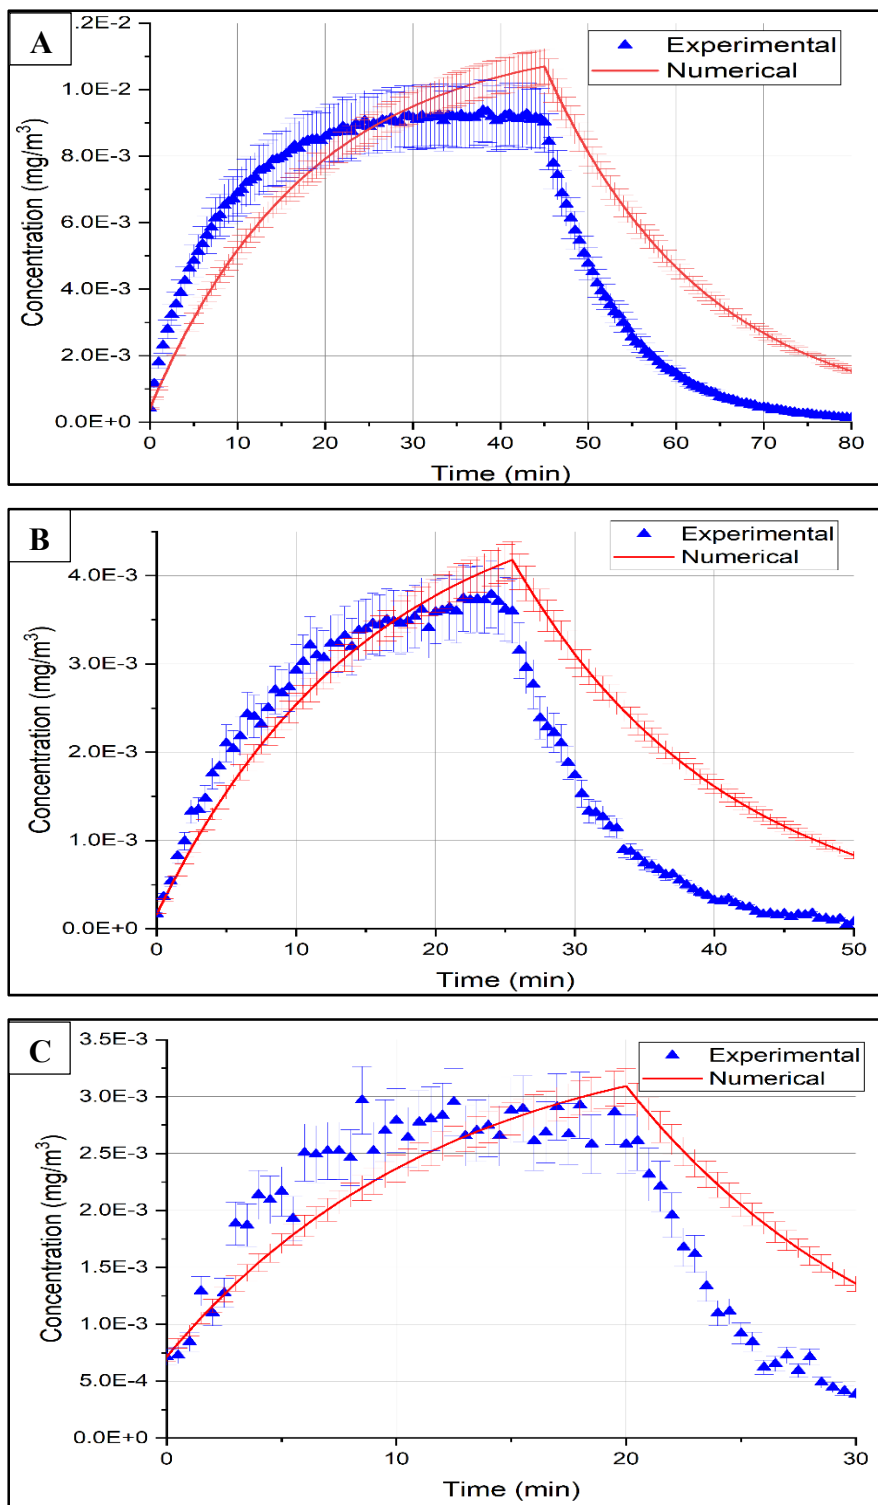 A
.2E-2
1.0E-2
8.0E-3
6.0E-3
4.0E-3
2.0E-3
0.0E+0
Concentration (mg/m³)
Experimental
Numerical
0 10 20 30 40 50 60 70 80
Time (min)
B
4.0E-3
3.0E-3
2.0E-3
1.0E-3
0.0E+0
Concentration (mg/m³)
Experimental
Numerical
0 10 20 30 40 50
Time (min)
C
3.5E-3
3.0E-3
2.5E-3
2.0E-3
1.5E-3
1.0E-3
5.0E-4
0.0E+0
Concentration (mg/m³)
Experimental
Numerical
0 10 20 30
Time (min)